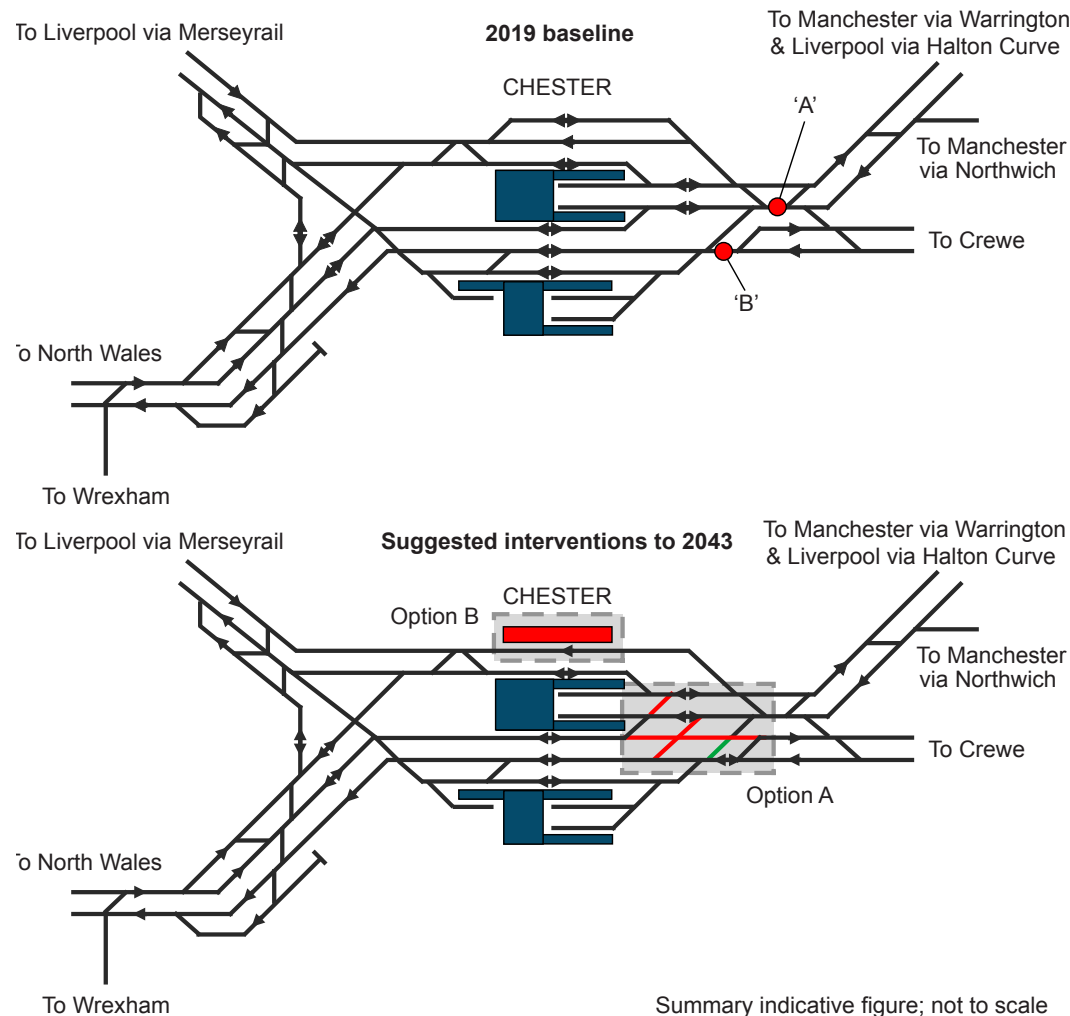 To Liverpool via Merseyrail
2019 baseline
To Manchester via Warrington
& Liverpool via Halton Curve
CHESTER
‘A’
To Manchester
via Northwich
To Crewe
‘B’
To North Wales
To Wrexham
To Liverpool via Merseyrail
Suggested interventions to 2043
To Manchester via Warrington
& Liverpool via Halton Curve
CHESTER
Option B
To Manchester
via Northwich
To Crewe
Option A
To North Wales
To Wrexham
Summary indicative figure; not to scale